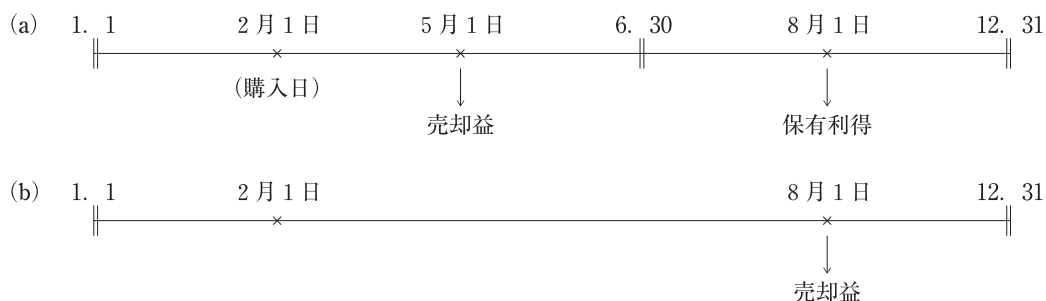 (a) 1. 1 2月1日 5月1日 6. 30 8月1日 12. 31
(購入日)
売却益 保有利得
(b) 1. 1 2月1日 8月1日 12. 31
売却益